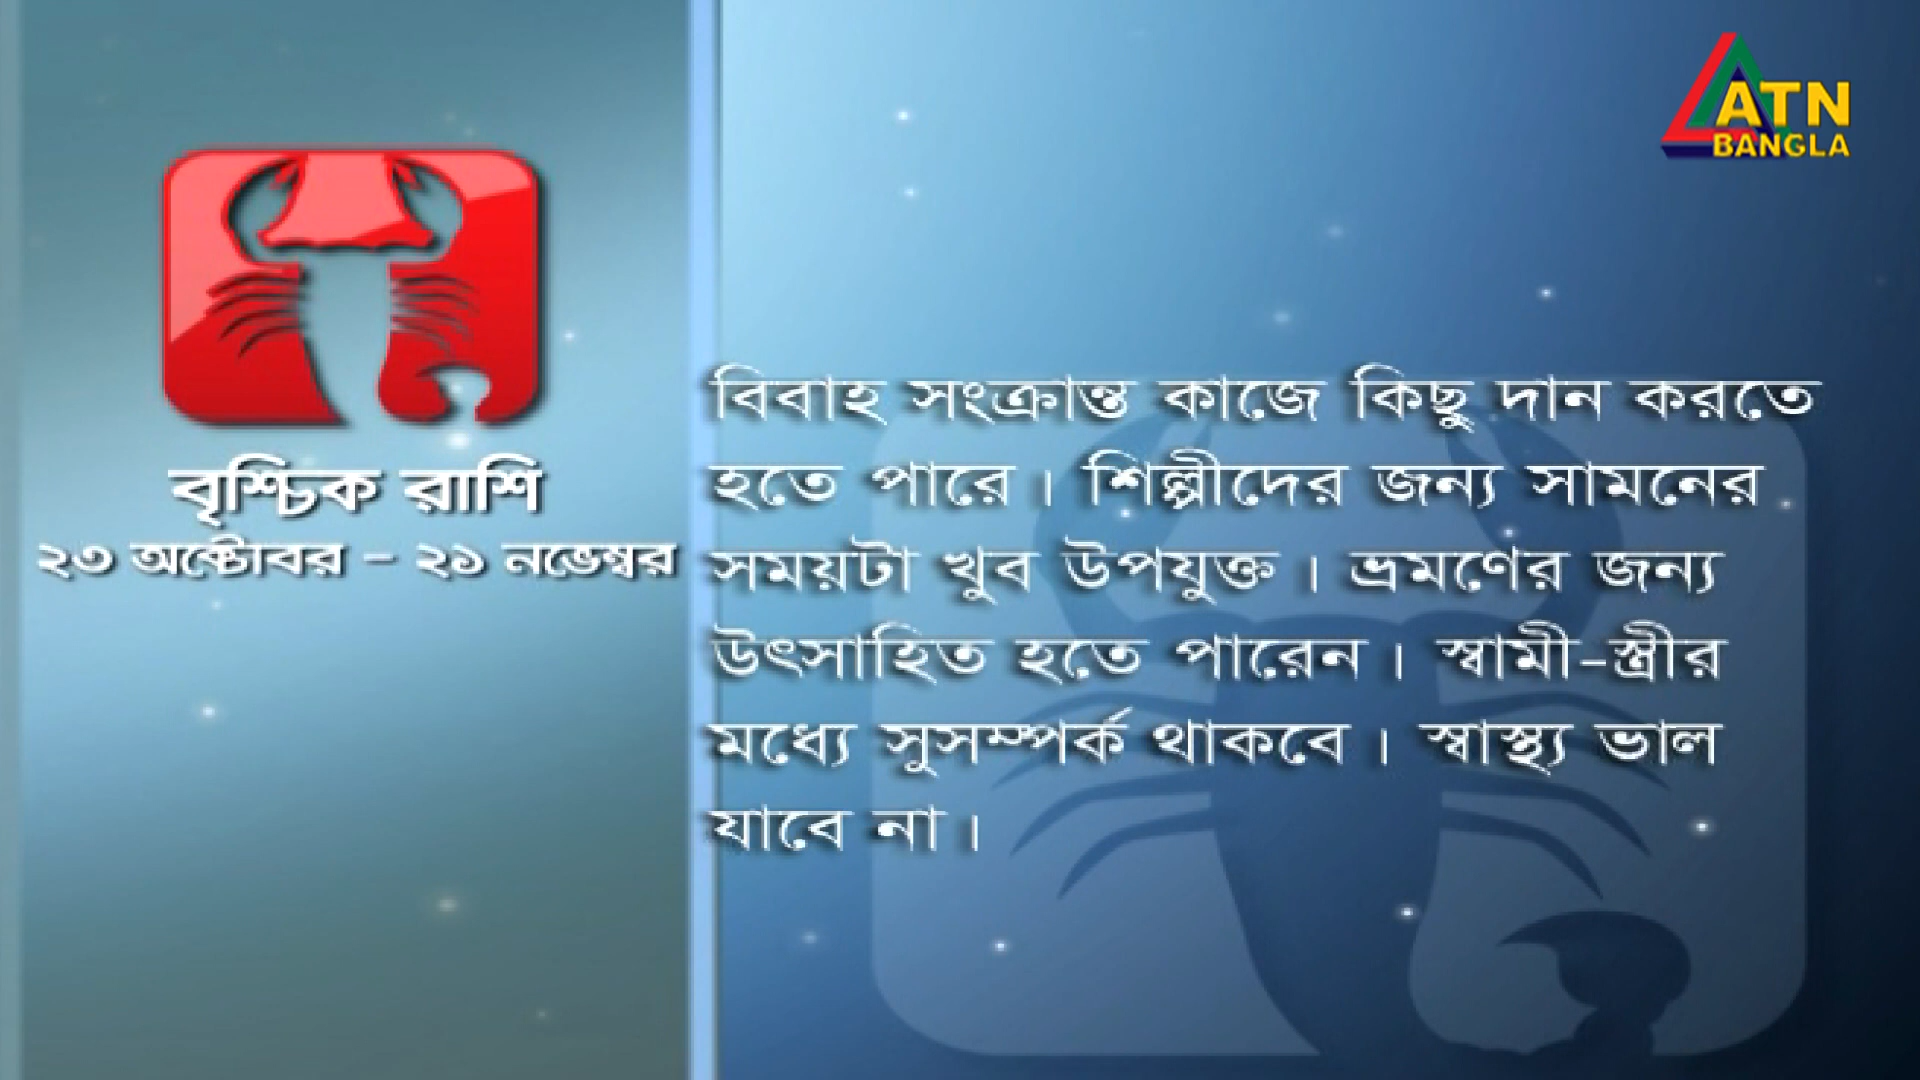 ATN
BANGLA
বৃশ্চিক রাশি
২৩ অক্টোবর - ২১ নভেম্বর
বিবাহ সংক্রান্ত কাজে কিছু দান করতে
হতে পারে । শিল্পীদের জন্য সামনের
সময়টা খুব উপযুক্ত । ভ্রমণের জন্য
উৎসাহিত হতে পারেন । স্বামী-স্ত্রীর
মধ্যে সুসম্পর্ক থাকবে । স্বাস্থ্য ভাল
যাবে না ।